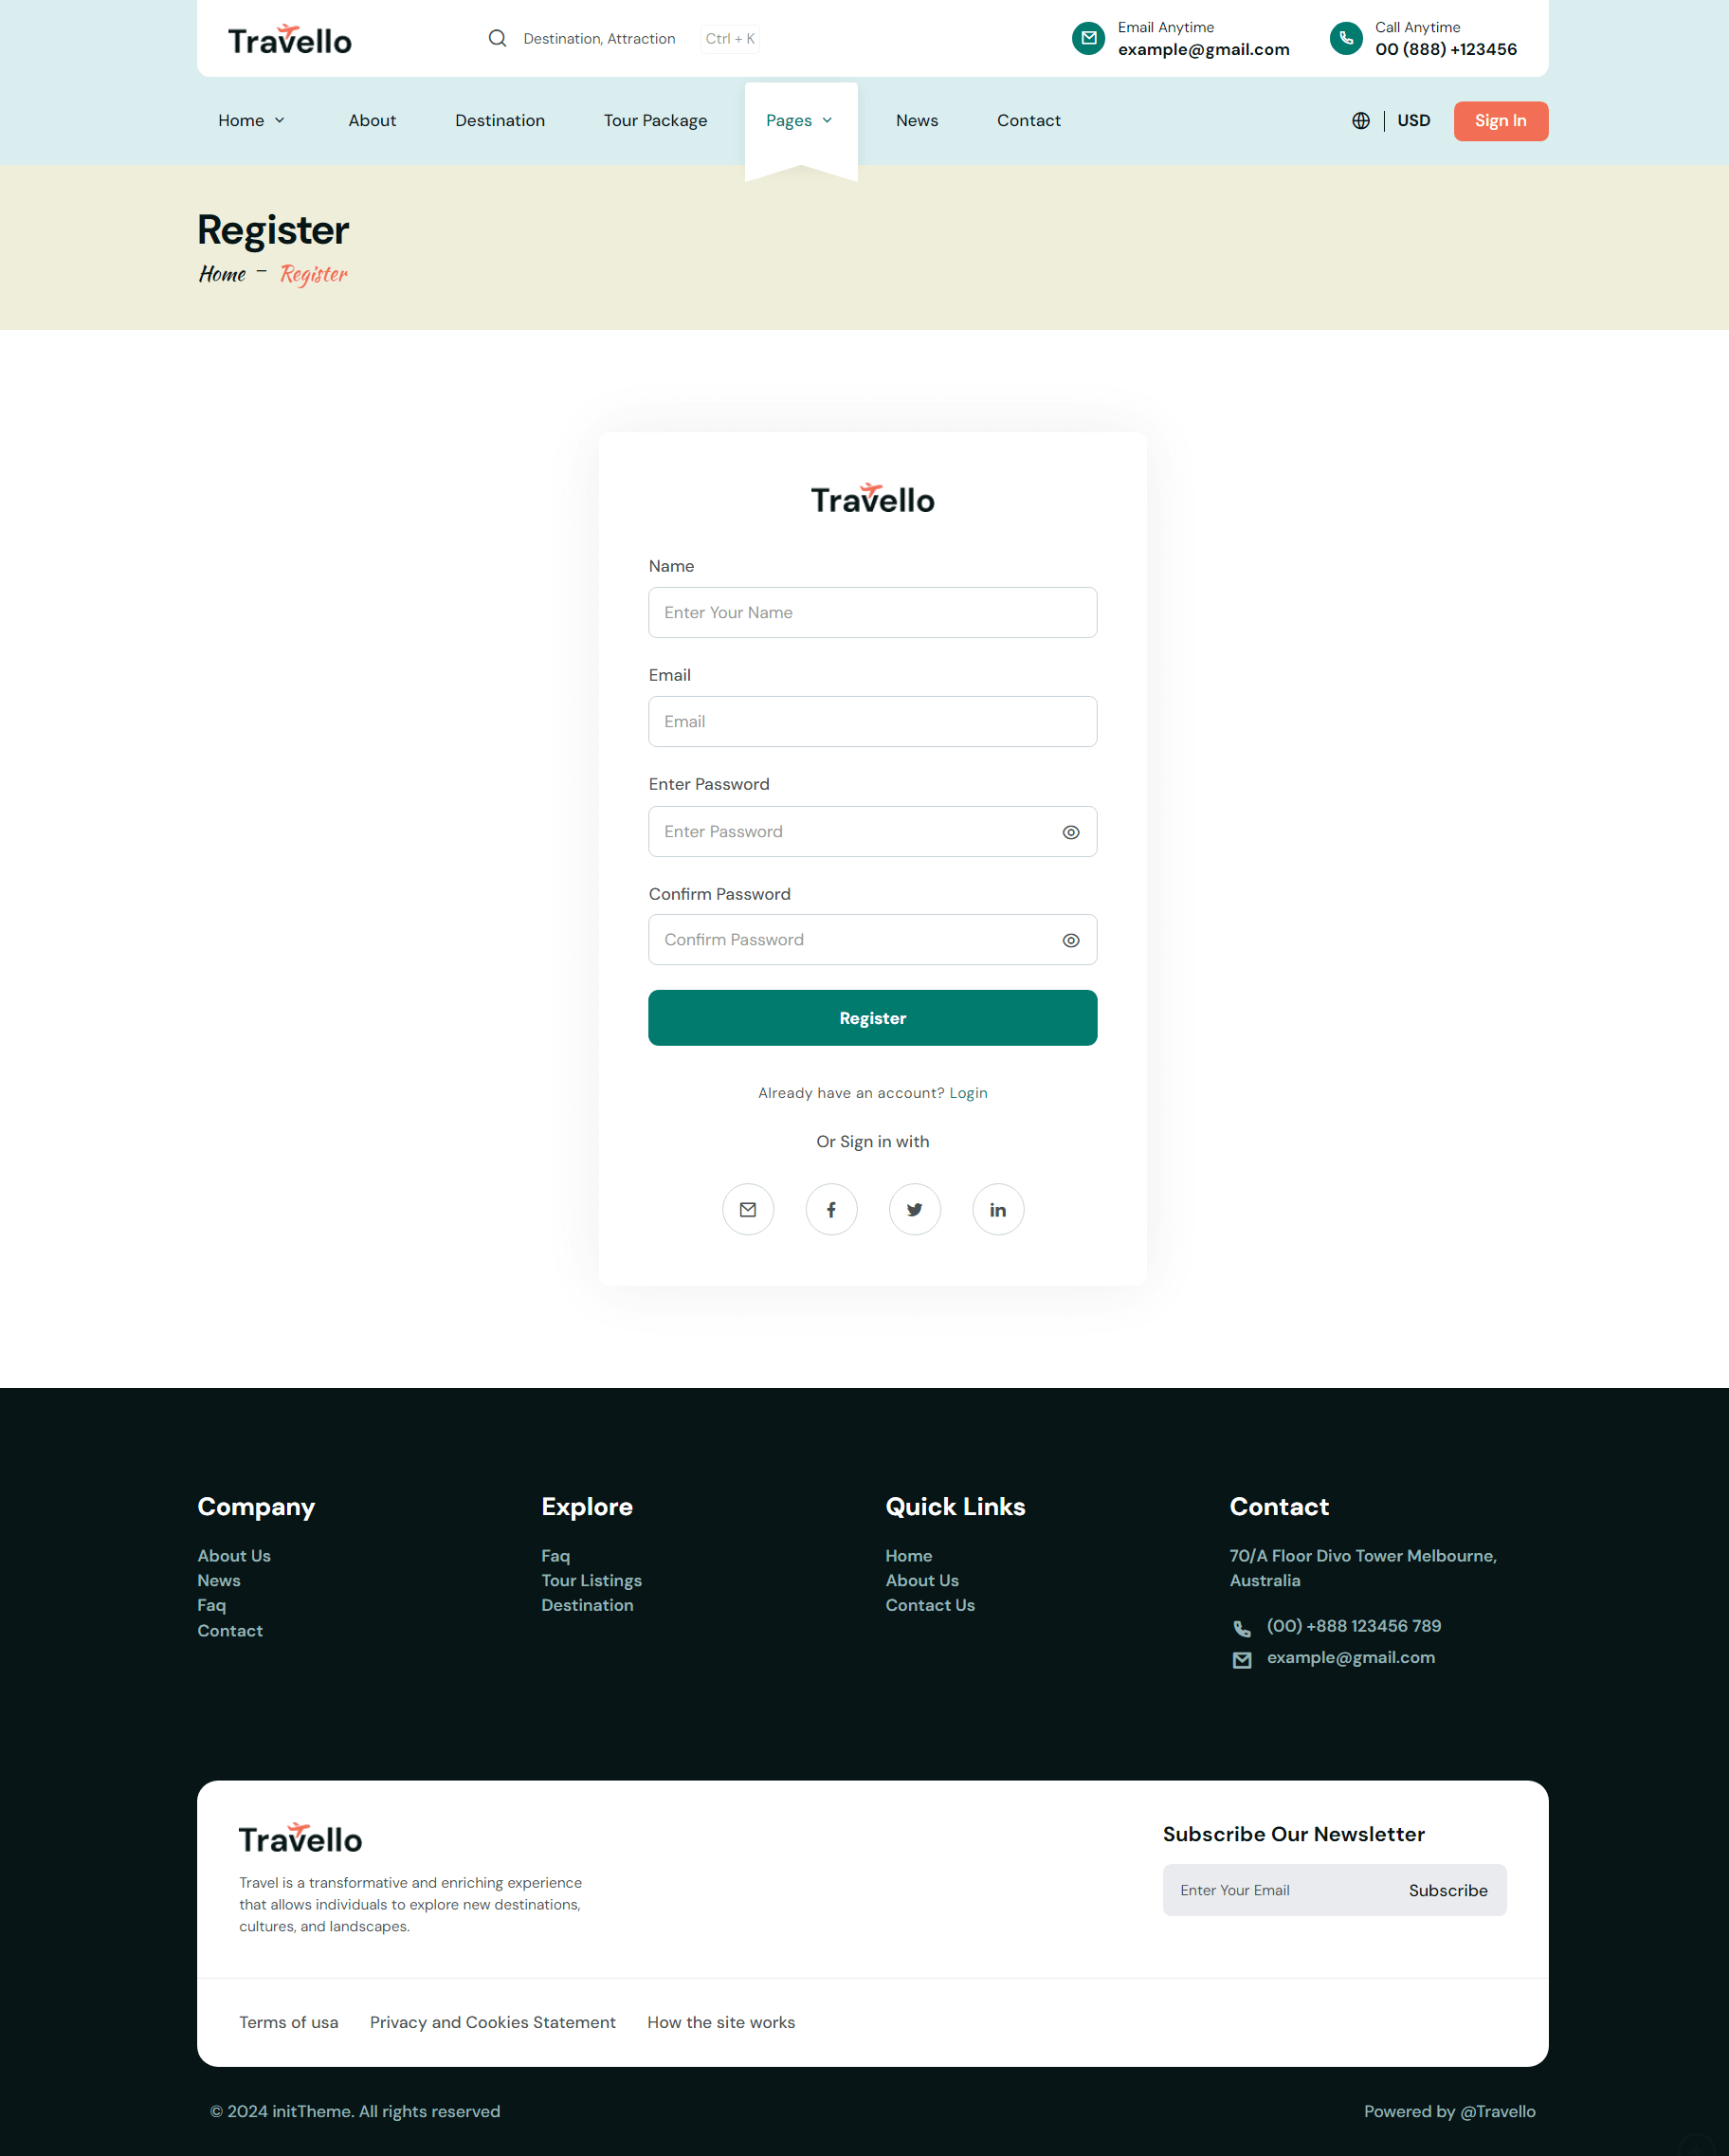 Travello
Destination, Attraction
Ctrl + K
Email Anytime
example@gmail.com
Call Anytime
00 (888) +123456
Home
About
Destination
Tour Package
Pages
News
Contact
USD
Sign In
Register
Home – Register
Travello
Name
Enter Your Name
Email
Email
Enter Password
Enter Password
Confirm Password
Confirm Password
Register
Already have an account? Login
Or Sign in with
Company
About Us
News
Faq
Contact
Explore
Faq
Tour Listings
Destination
Quick Links
Home
About Us
Contact Us
Contact
70/A Floor Divo Tower Melbourne,
Australia
(00) +888 123456 789
example@gmail.com
Travello
Travel is a transformative and enriching experience
that allows individuals to explore new destinations,
cultures, and landscapes.
Subscribe Our Newsletter
Enter Your Email
Subscribe
Terms of usa
Privacy and Cookies Statement
How the site works
© 2024 initTheme. All rights reserved
Powered by @Travello